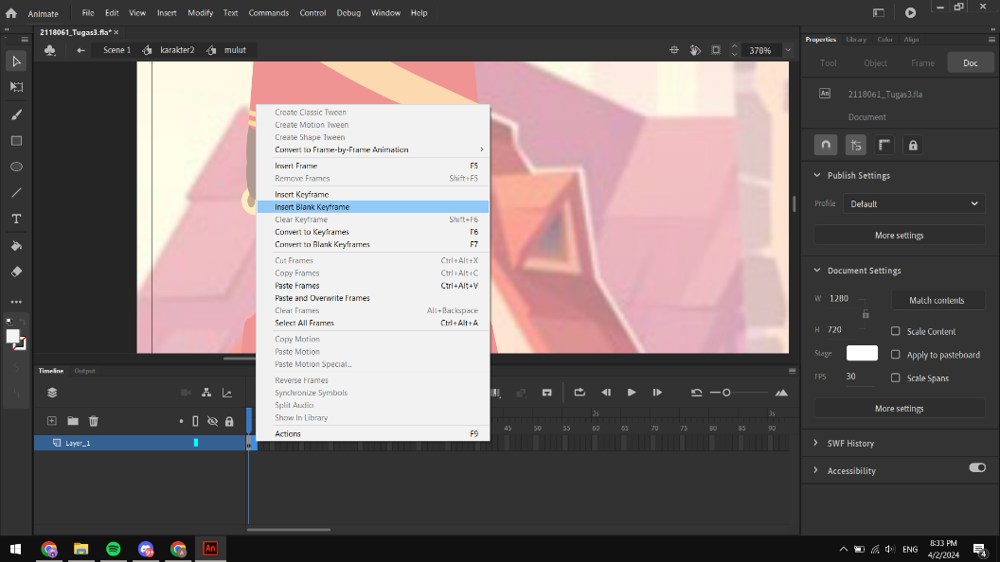 Animate
File Edit View Insert Modify Text Commands Control Debug Window Help
2118061_Tugas3.fla* ×
Scene 1 karakter2 mulut
378%
Create Classic Tween
Create Motion Tween
Create Shape Tween
Convert to Frame-by-Frame Animation
Insert Frame F5
Remove Frames Shift+F5
Insert Keyframe
Insert Blank Keyframe
Clear Keyframe Shift+F6
Convert to Keyframes F6
Convert to Blank Keyframes F7
Cut Frames Ctrl+Alt+X
Copy Frames Ctrl+Alt+C
Paste Frames Ctrl+Alt+V
Paste and Overwrite Frames
Clear Frames Alt+Backspace
Select All Frames Ctrl+Alt+A
Copy Motion
Paste Motion
Paste Motion Special...
Reverse Frames
Synchronize Symbols
Split Audio
Show In Library
Actions F9
Properties Library Color Align
Tool Object Frame Doc
An 2118061_Tugas3.fla
Document
Publish Settings
Profile Default
More settings
Document Settings
W 1280 Match contents
H 720 Scale Content
Stage Apply to pasteboard
FPS 30 Scale Spans
More settings
SWF History
Accessibility
Timeline Output
2s 3s
45 50 55 60 65 70 75 80 85 90
Layer_1
9+ An
ENG 8:33 PM
4/2/2024 4